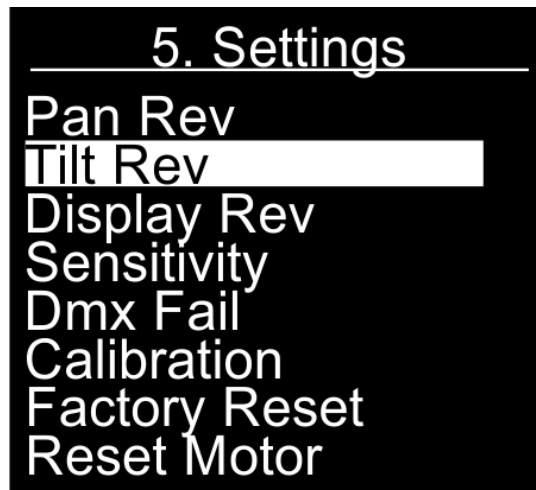 5. Settings
Pan Rev
Tilt Rev
Display Rev
Sensitivity
Dmx Fail
Calibration
Factory Reset
Reset Motor